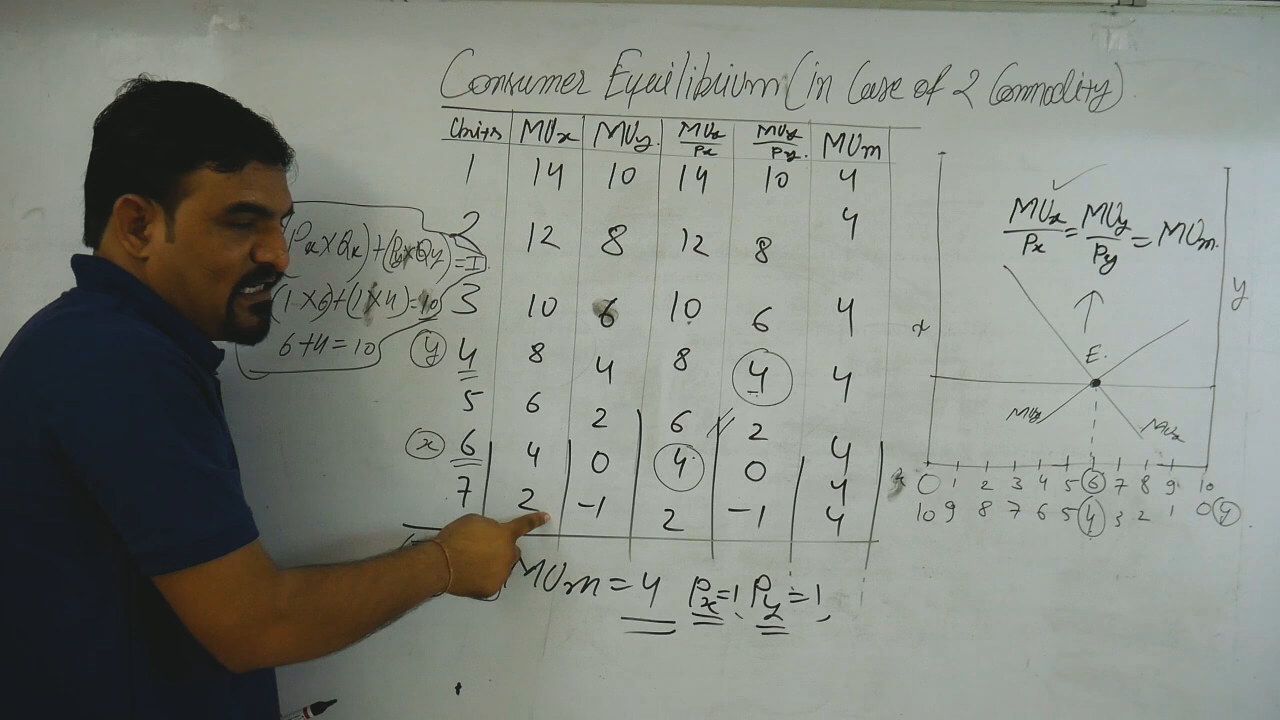 Consumer Equilibrium (in Case of 2 Commodity)
Units MUx MUy. MUx/Px MUy/Py. MUm
1 14 10 14 10 4
2 12 8 12 8 4
3 10 6 10 6 4
(y) 4 8 4 8 4 4
5 6 2 6 2
(x) 6 4 0 4 0 4
7 2 -1 2 -1 4
4
MUm = 4 Px=1, Py=1,
(Px×Qx)+(Py×Qy)=I
(1×6)+(1×4)=10
6+4=10
MUx/Px = MUy/Py = MUm
x
y
E.
MUy
MUx
x 0 1 2 3 4 5 6 7 8 9 10
10 9 8 7 6 5 4 3 2 1 0 y